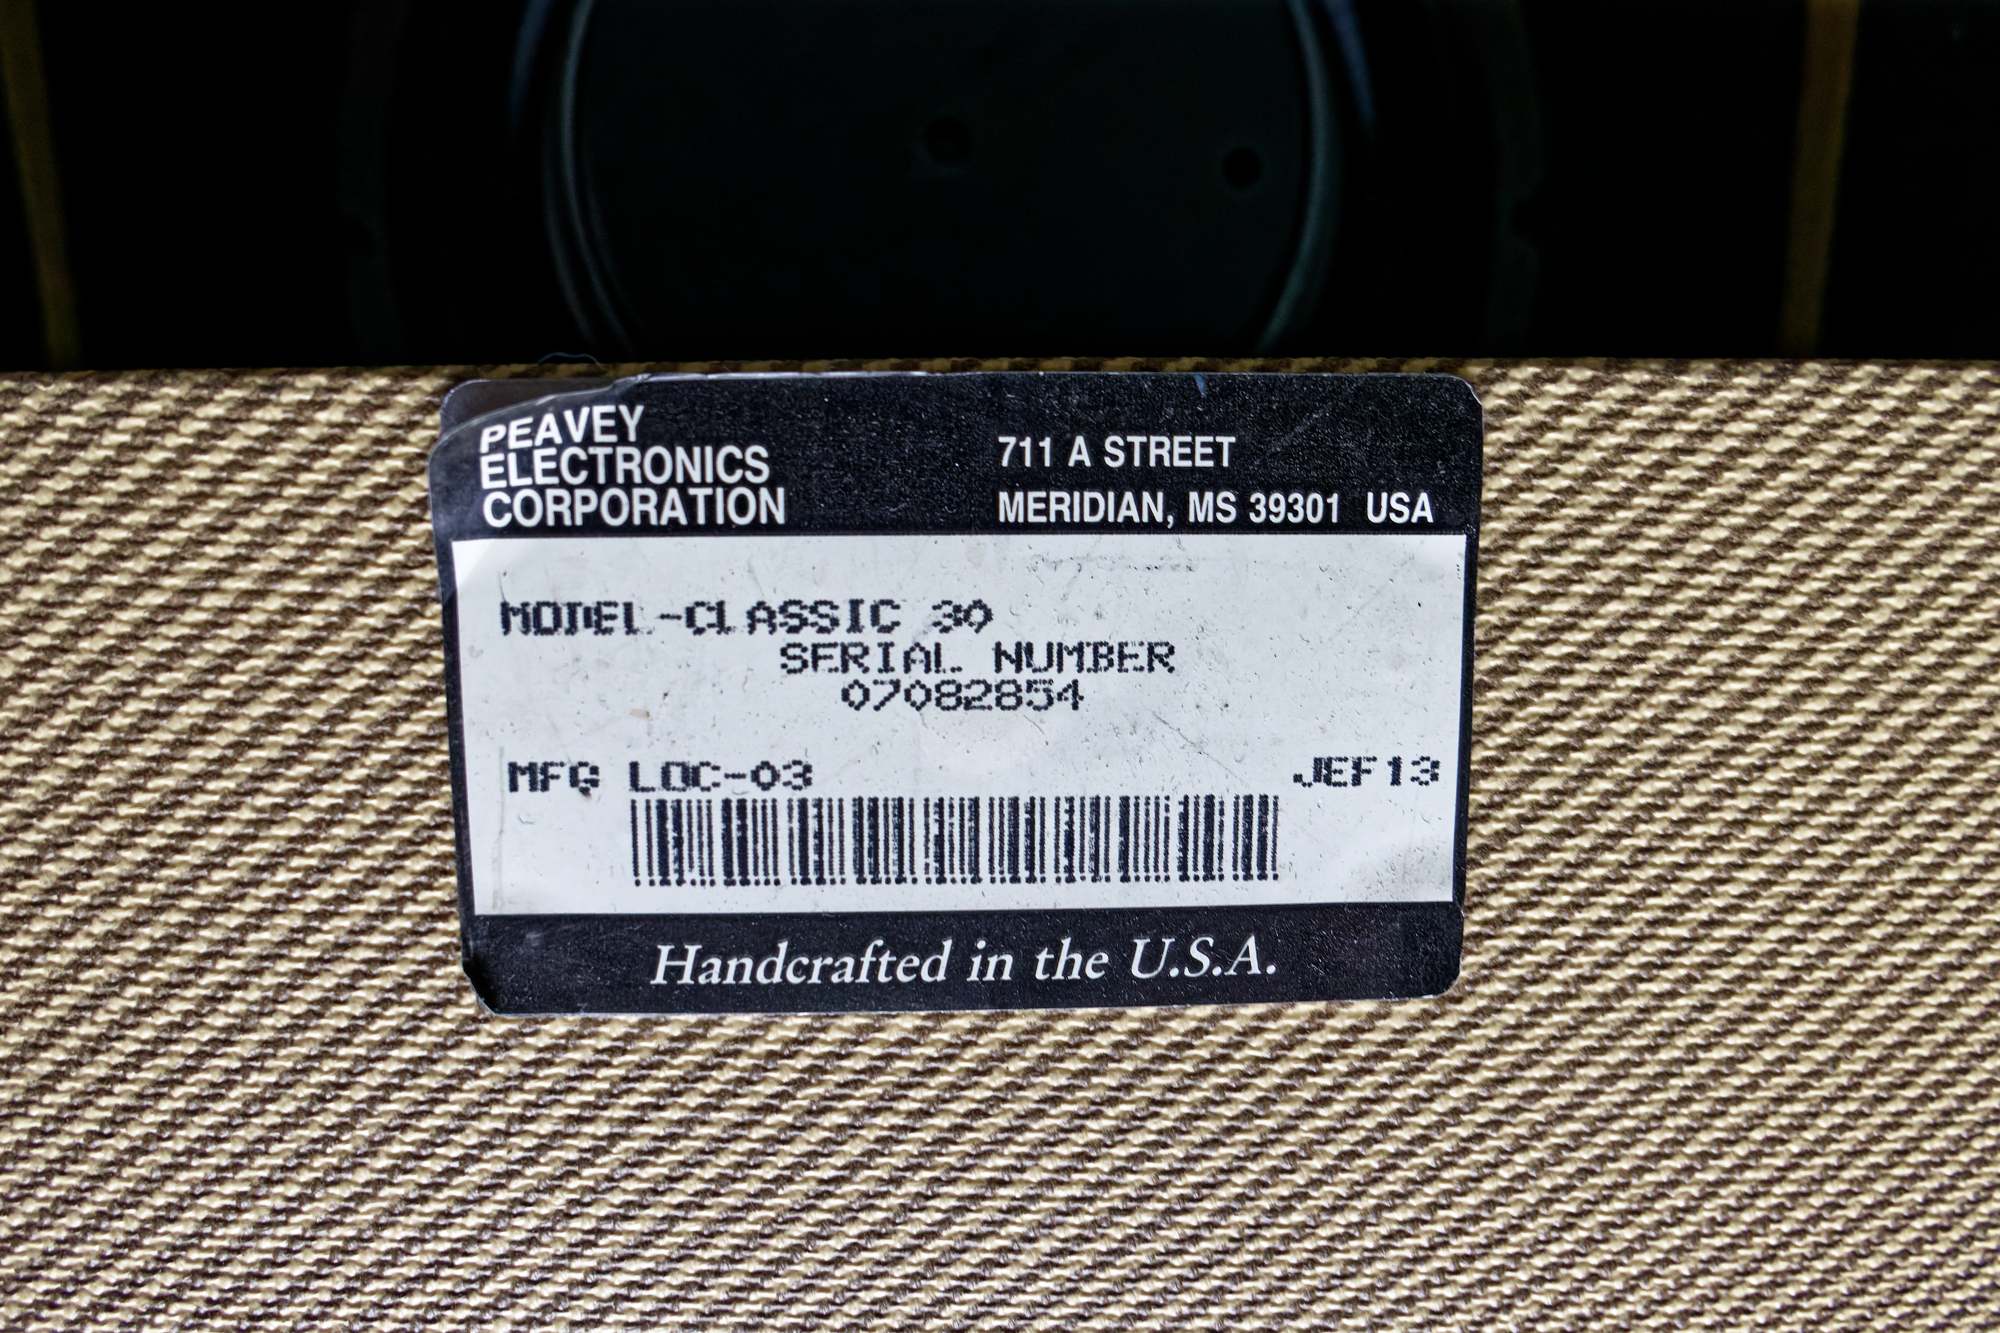 PEAVEY
ELECTRONICS
CORPORATION
711 A STREET
MERIDIAN, MS 39301 USA
MODEL-CLASSIC 30
SERIAL NUMBER
07082854
MFG LOC-03
JEF13
Handcrafted in the U.S.A.